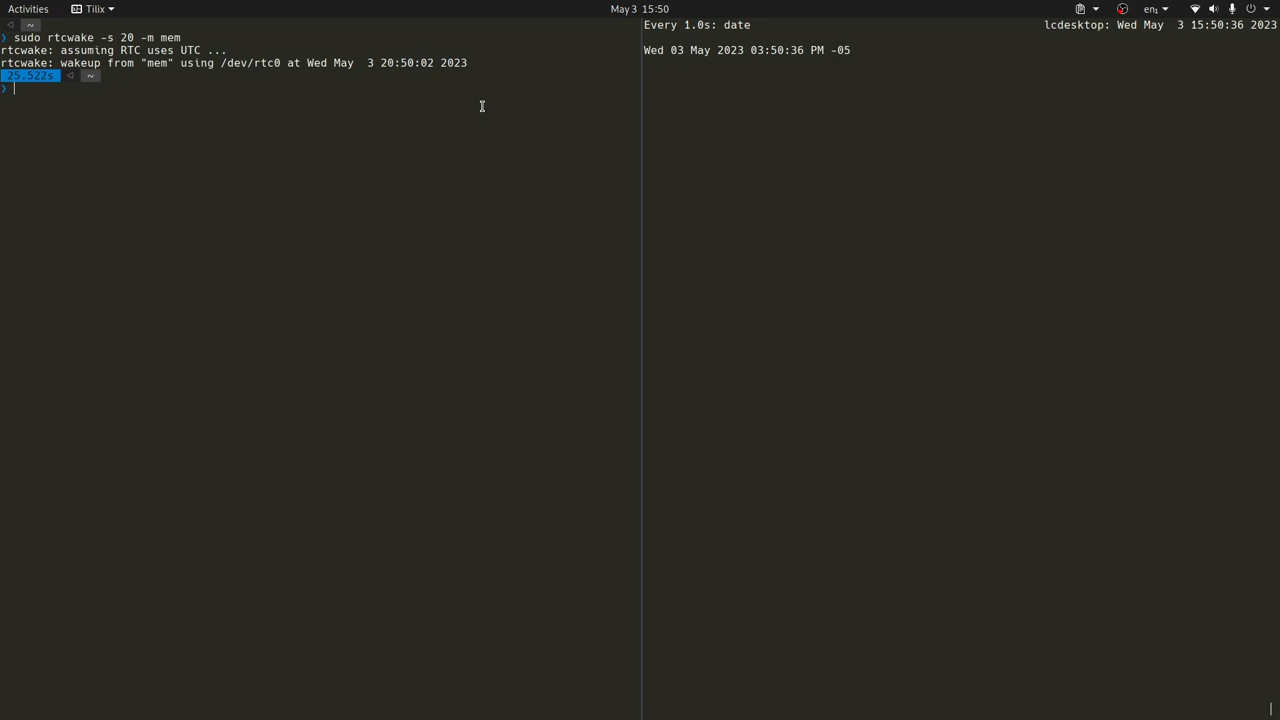 Activities Tilix May 3 15:50 en₁
~
❯ sudo rtcwake -s 20 -m mem
rtcwake: assuming RTC uses UTC ...
rtcwake: wakeup from "mem" using /dev/rtc0 at Wed May  3 20:50:02 2023
25.522s ~
❯
Every 1.0s: date lcdesktop: Wed May  3 15:50:36 2023
Wed 03 May 2023 03:50:36 PM -05